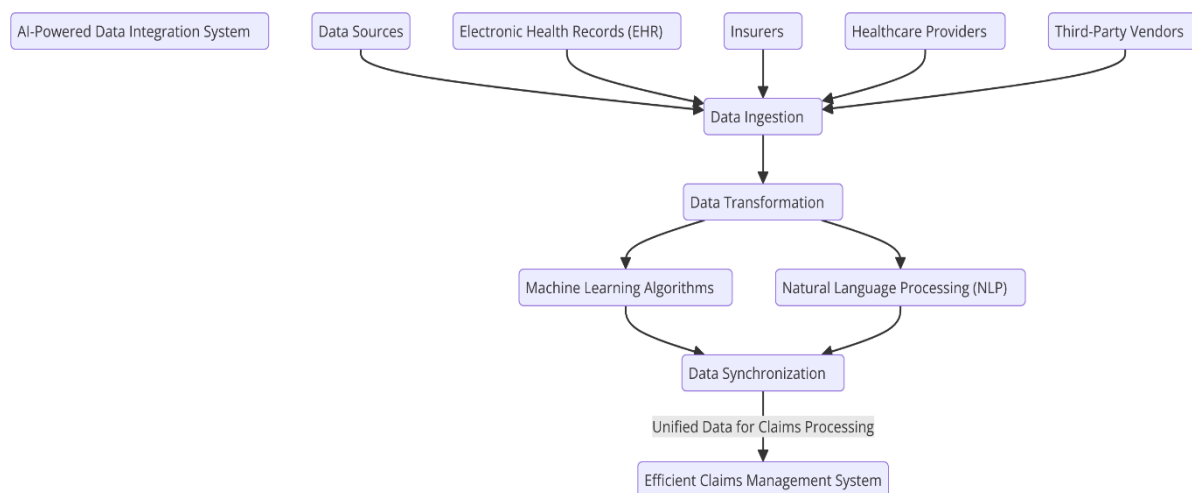 AI-Powered Data Integration System
Data Sources
Electronic Health Records (EHR)
Insurers
Healthcare Providers
Third-Party Vendors
Data Ingestion
Data Transformation
Machine Learning Algorithms
Natural Language Processing (NLP)
Data Synchronization
Unified Data for Claims Processing
Efficient Claims Management System